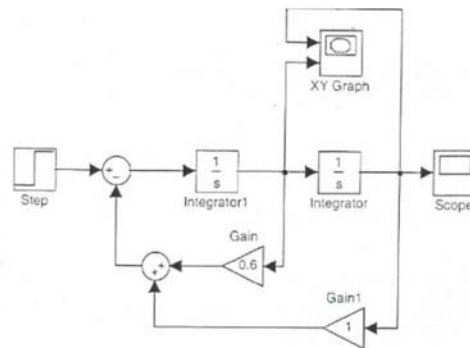 XY Graph
+
−
1
s
1
s
Step
Integrator1
Integrator
Scope
Gain
+
+
0.6
Gain1
1